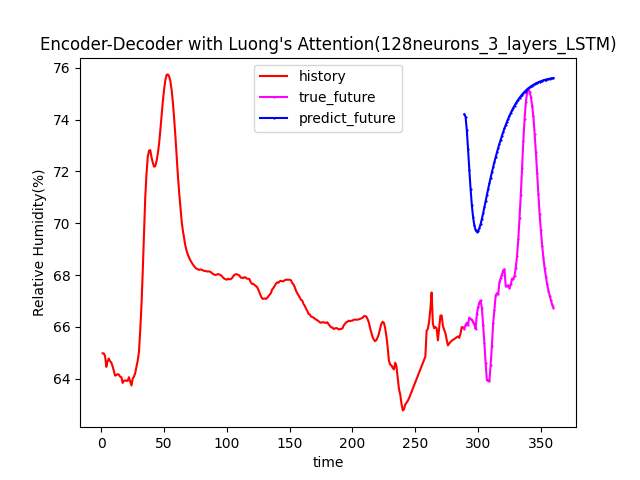 Encoder-Decoder with Luong's Attention(128neurons_3_layers_LSTM)
history
true_future
predict_future
76
74
72
70
68
66
64
Relative Humidity(%)
0
50
100
150
200
250
300
350
time